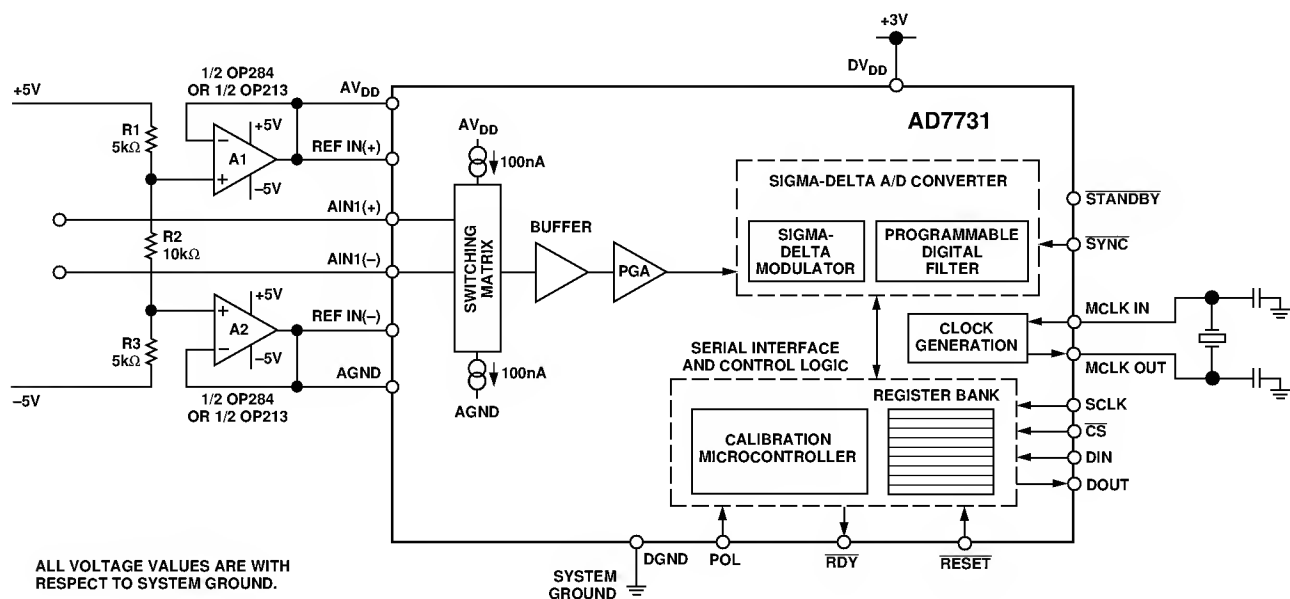 +3V
DVDD
1/2 OP284
OR 1/2 OP213
AVDD
+5V
AD7731
R1
5kΩ
+5V
–
A1
+
–5V
REF IN(+)
AVDD
100nA
SIGMA-DELTA A/D CONVERTER
STANDBY
AIN1(+)
BUFFER
SIGMA-
DELTA
MODULATOR
PROGRAMMABLE
DIGITAL
FILTER
SYNC
R2
10kΩ
AIN1(–)
SWITCHING
MATRIX
PGA
+5V
+
A2
–
–5V
REF IN(–)
MCLK IN
CLOCK
GENERATION
R3
5kΩ
SERIAL INTERFACE
AND CONTROL LOGIC
MCLK OUT
AGND
100nA
–5V
1/2 OP284
OR 1/2 OP213
AGND
REGISTER BANK
SCLK
CS
CALIBRATION
MICROCONTROLLER
DIN
DOUT
ALL VOLTAGE VALUES ARE WITH
RESPECT TO SYSTEM GROUND.
SYSTEM
GROUND
DGND
POL
RDY
RESET